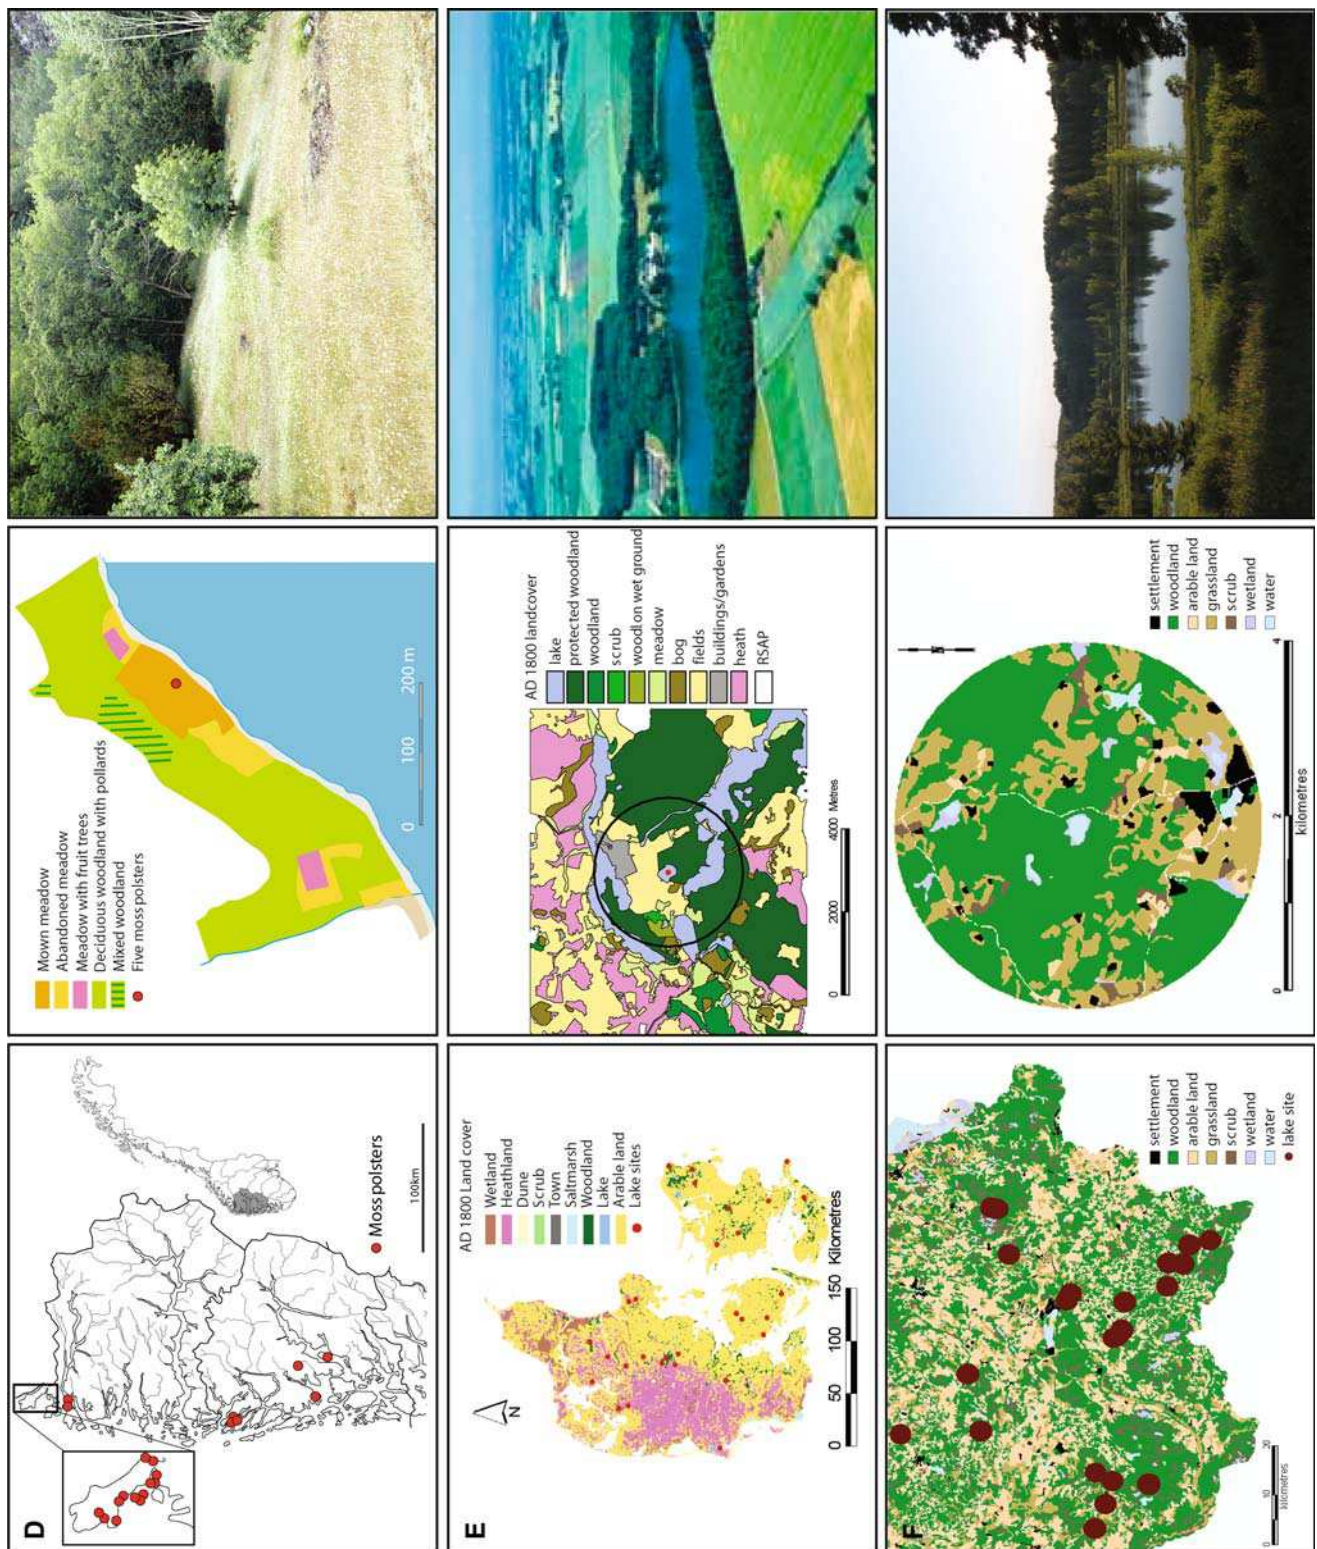 D
Moss polsters
100km
Mown meadow
Abandoned meadow
Meadow with fruit trees
Deciduous woodland with pollards
Mixed woodland
Five moss polsters
0 100 200 m
E
N
AD 1800 Land cover
Wetland
Heathland
Dune
Scrub
Town
Saltmarsh
Woodland
Lake
Arable land
Lake sites
0 50 100 150 Kilometres
AD 1800 landcover
lake
protected woodland
woodland
scrub
woodl.on wet ground
meadow
bog
fields
buildings/gardens
heath
RSAP
0 2000 4000 Metres
F
settlement
woodland
arable land
grassland
scrub
wetland
water
lake site
0 10 20
kilometres
N
settlement
woodland
arable land
grassland
scrub
wetland
water
0 2 4
kilometres